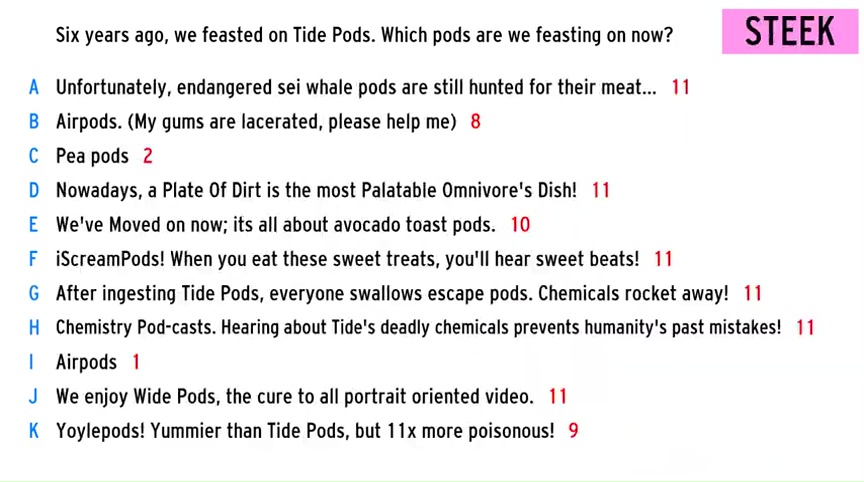 Six years ago, we feasted on Tide Pods. Which pods are we feasting on now?
STEEK
A Unfortunately, endangered sei whale pods are still hunted for their meat... 11
B Airpods. (My gums are lacerated, please help me) 8
C Pea pods 2
D Nowadays, a Plate Of Dirt is the most Palatable Omnivore's Dish! 11
E We've Moved on now; its all about avocado toast pods. 10
F iScreamPods! When you eat these sweet treats, you'll hear sweet beats! 11
G After ingesting Tide Pods, everyone swallows escape pods. Chemicals rocket away! 11
H Chemistry Pod-casts. Hearing about Tide's deadly chemicals prevents humanity's past mistakes! 11
I Airpods 1
J We enjoy Wide Pods, the cure to all portrait oriented video. 11
K Yoylepods! Yummier than Tide Pods, but 11x more poisonous! 9